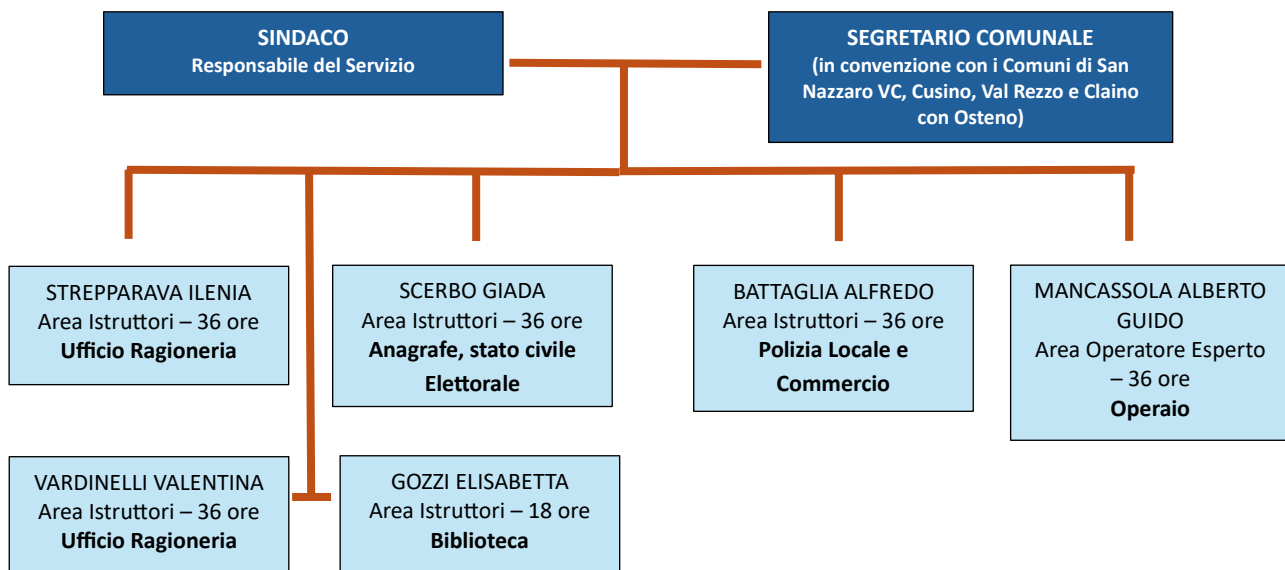 SINDACO
Responsabile del Servizio
SEGRETARIO COMUNALE
(in convenzione con i Comuni di San
Nazzaro VC, Cusino, Val Rezzo e Claino
con Osteno)
STREPPARAVA ILENIA
Area Istruttori – 36 ore
Ufficio Ragioneria
SCERBO GIADA
Area Istruttori – 36 ore
Anagrafe, stato civile
Elettorale
BATTAGLIA ALFREDO
Area Istruttori – 36 ore
Polizia Locale e
Commercio
MANCASSOLA ALBERTO
GUIDO
Area Operatore Esperto
– 36 ore
Operaio
VARDINELLI VALENTINA
Area Istruttori – 36 ore
Ufficio Ragioneria
GOZZI ELISABETTA
Area Istruttori – 18 ore
Biblioteca